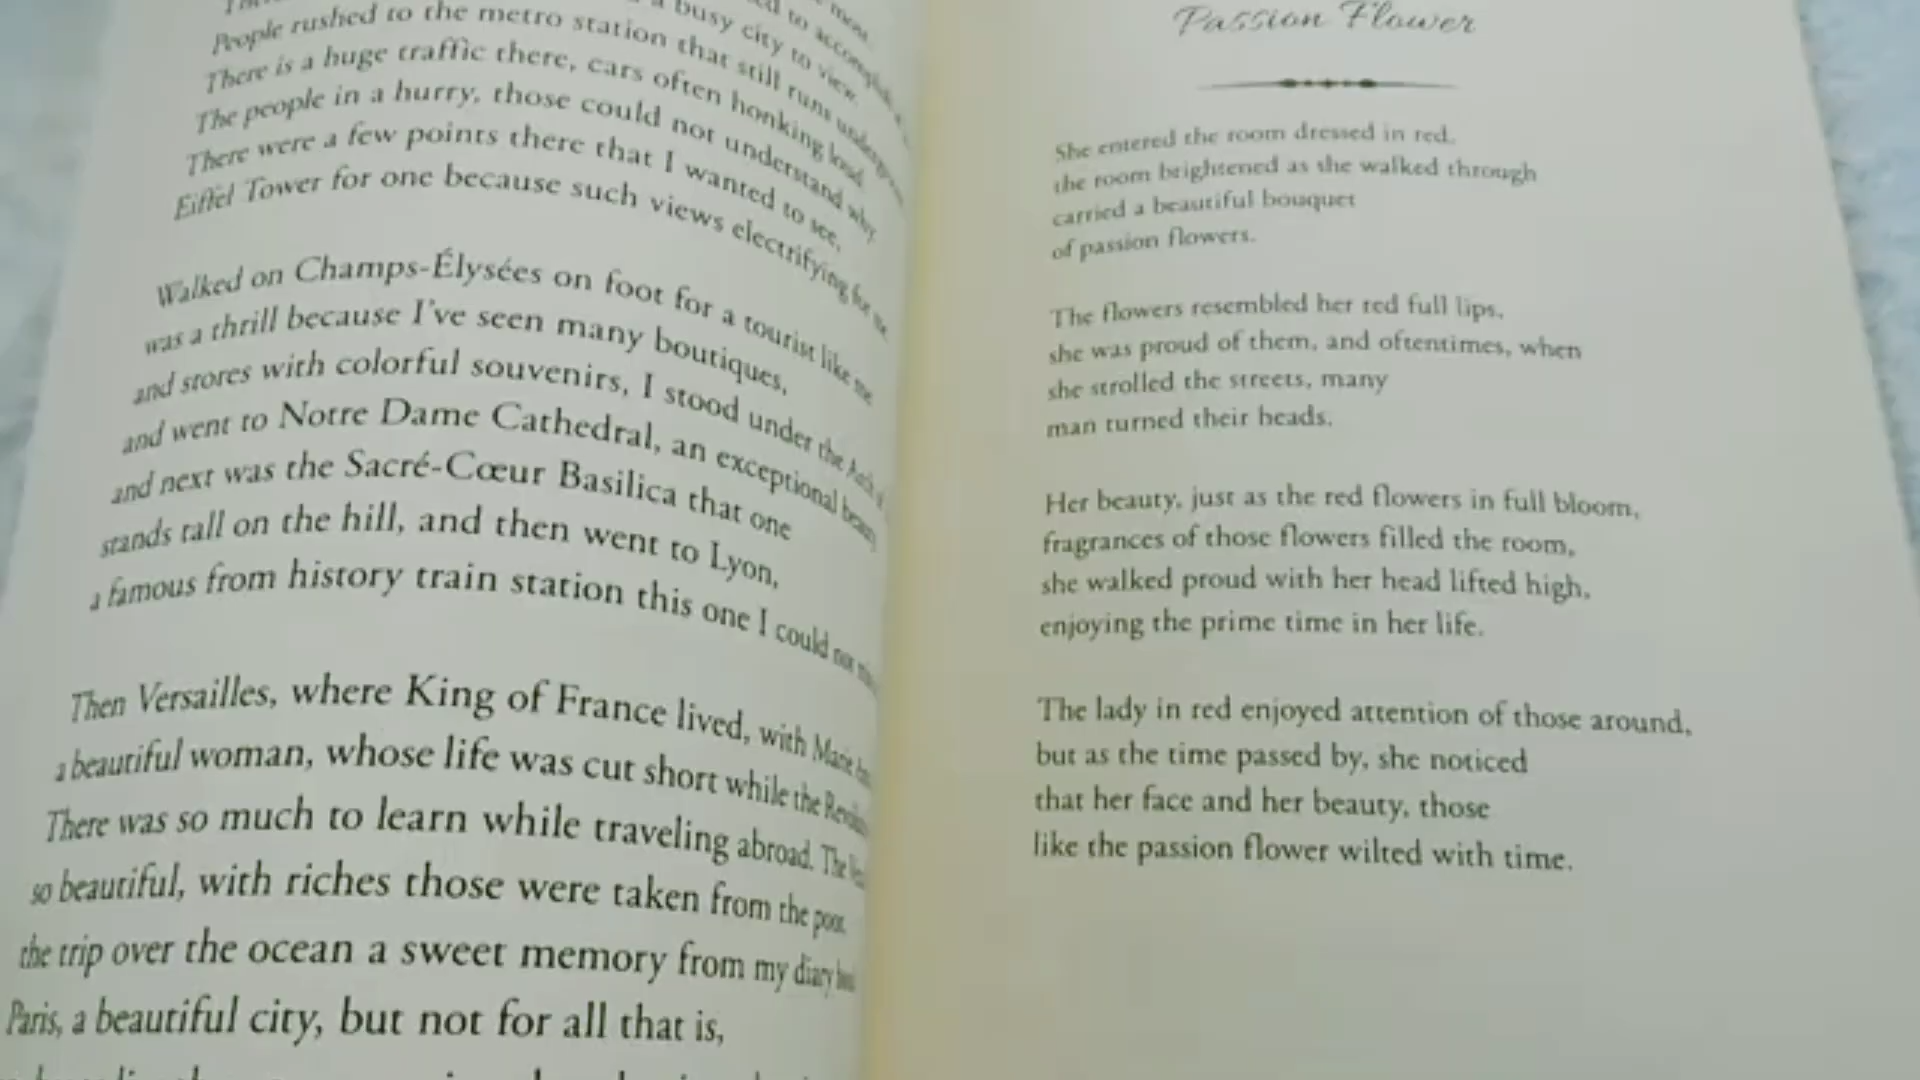 People rushed to the metro station that still runs
There is a huge traffic there, cars often honking loud
The people in a hurry, those could not understand why.
There were a few points there that I wanted to see,
Eiffel Tower for one because such views electrifying for me
Walked on Champs-Élysées on foot for a tourist like me
was a thrill because I've seen many boutiques,
and stores with colorful souvenirs, I stood under the
and went to Notre Dame Cathedral, an exceptional beauty
and next was the Sacré-Cœur Basilica that one
stands tall on the hill, and then went to Lyon,
a famous from history train station this one I could not
Then Versailles, where King of France lived, with Marie
a beautiful woman, whose life was cut short while the
There was so much to learn while traveling abroad. The
so beautiful, with riches those were taken from the poor.
the trip over the ocean a sweet memory from my diary
Paris, a beautiful city, but not for all that is,
Passion Flower
She entered the room dressed in red.
the room brightened as she walked through
carried a beautiful bouquet
of passion flowers.
The flowers resembled her red full lips,
she was proud of them, and oftentimes, when
she strolled the streets, many
man turned their heads.
Her beauty, just as the red flowers in full bloom,
fragrances of those flowers filled the room,
she walked proud with her head lifted high,
enjoying the prime time in her life.
The lady in red enjoyed attention of those around,
but as the time passed by, she noticed
that her face and her beauty, those
like the passion flower wilted with time.